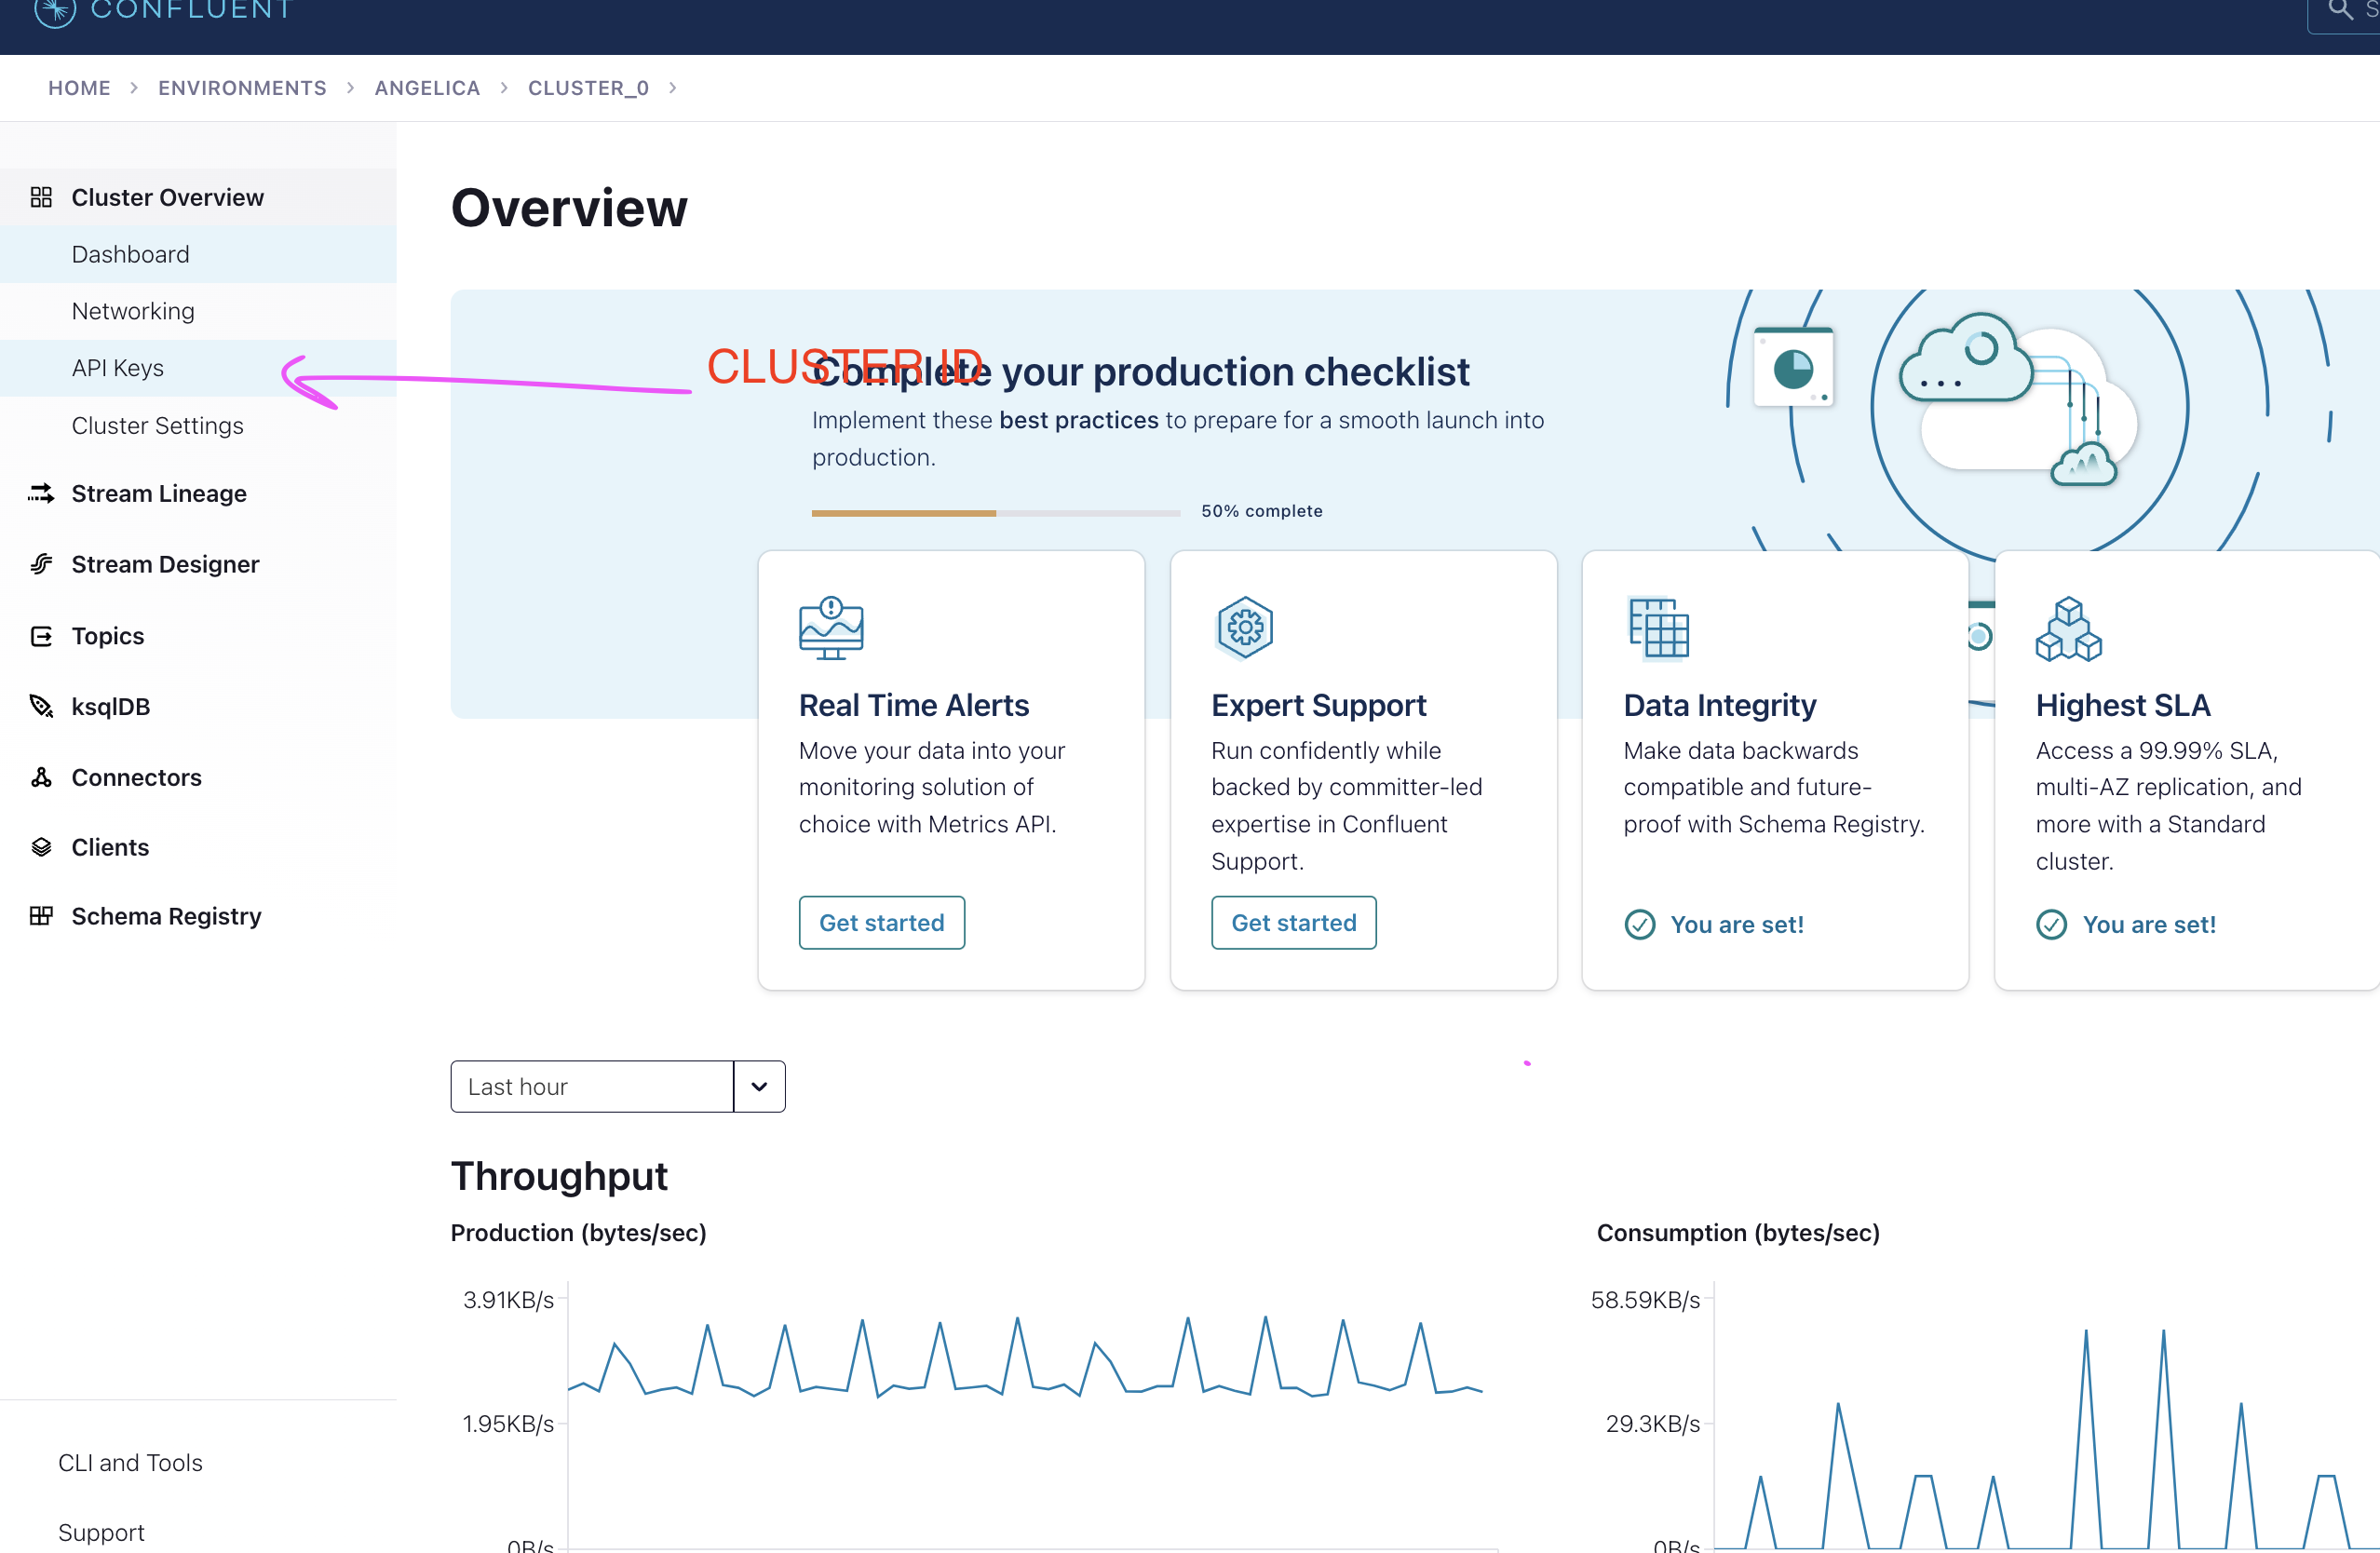 CONFLUENT
HOME > ENVIRONMENTS > ANGELICA > CLUSTER_0 >
Cluster Overview
Dashboard
Networking
API Keys
Cluster Settings
Stream Lineage
Stream Designer
Topics
ksqlDB
Connectors
Clients
Schema Registry
CLI and Tools
Support
Overview
CLUSTER ID
Complete your production checklist
Implement these best practices to prepare for a smooth launch into
production.
50% complete
Real Time Alerts
Move your data into your
monitoring solution of
choice with Metrics API.
Get started
Expert Support
Run confidently while
backed by committer-led
expertise in Confluent
Support.
Get started
Data Integrity
Make data backwards
compatible and future-
proof with Schema Registry.
You are set!
Highest SLA
Access a 99.99% SLA,
multi-AZ replication, and
more with a Standard
cluster.
You are set!
Last hour
Throughput
Production (bytes/sec)
3.91KB/s
1.95KB/s
0B/s
Consumption (bytes/sec)
58.59KB/s
29.3KB/s
0B/s